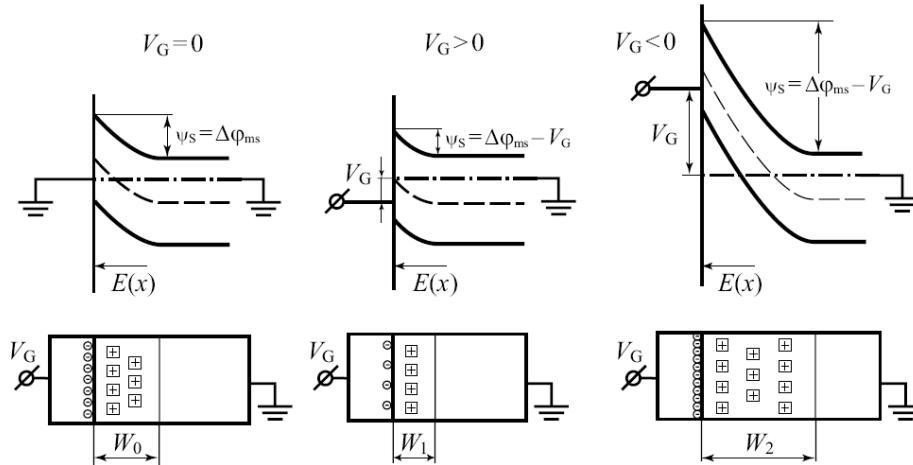 V_G = 0
V_G > 0
V_G < 0
ψ_S = Δφ_ms
ψ_S = Δφ_ms – V_G
ψ_S = Δφ_ms – V_G
V_G
V_G
E(x)
E(x)
E(x)
V_G
V_G
V_G
W_0
W_1
W_2